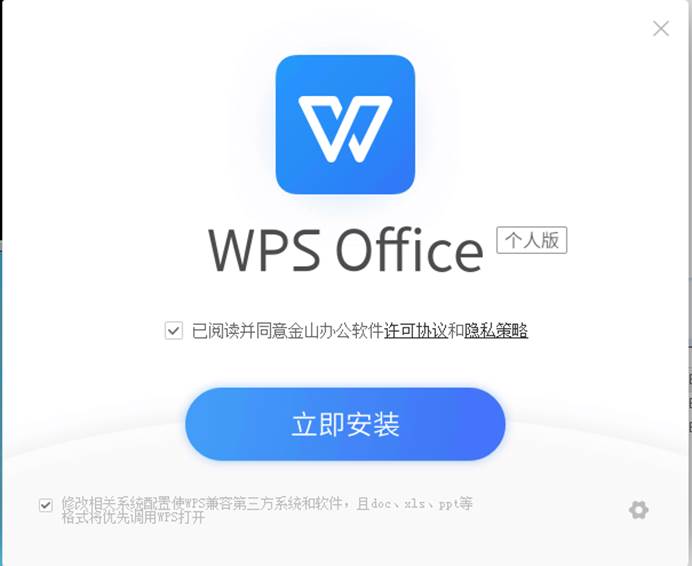 WPS Office 个人版
已阅读并同意金山办公软件许可协议和隐私策略
立即安装
修改相关系统配置使WPS兼容第三方系统和软件，且doc、xls、ppt等
格式将优先调用WPS打开